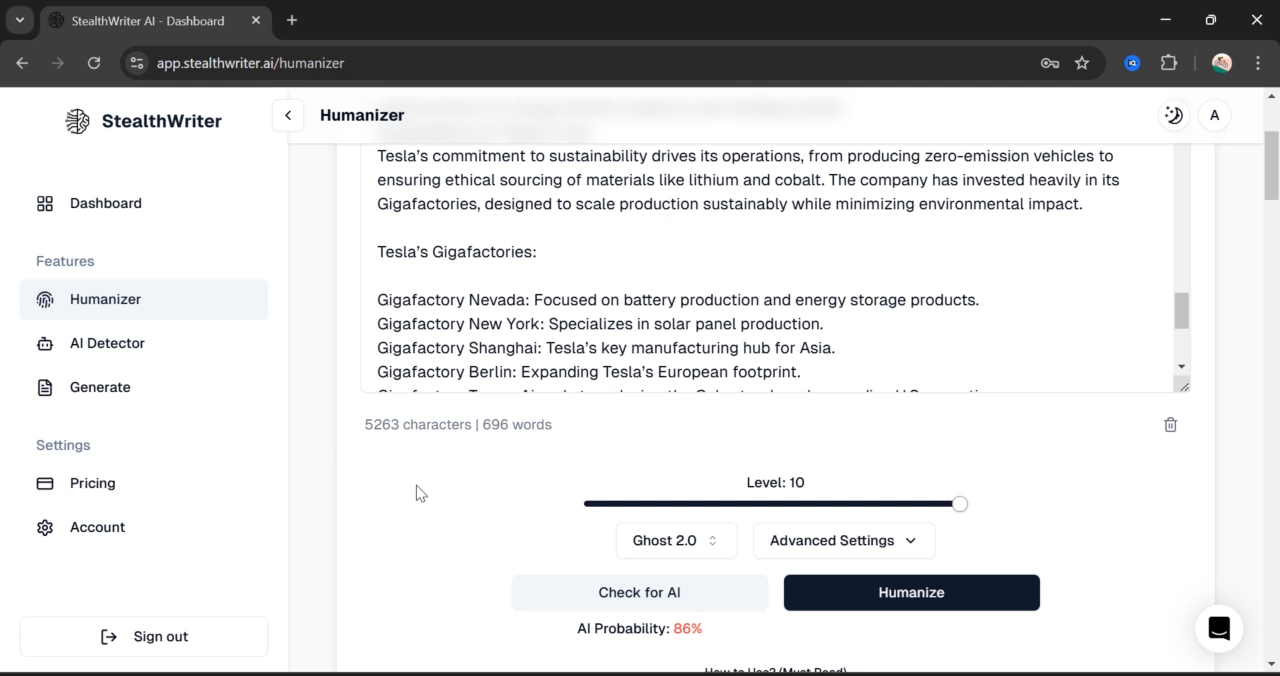 StealthWriter AI - Dashboard
app.stealthwriter.ai/humanizer
StealthWriter
Humanizer
A
Dashboard
Features
Humanizer
AI Detector
Generate
Settings
Pricing
Account
Sign out
Tesla's commitment to sustainability drives its operations, from producing zero-emission vehicles to
ensuring ethical sourcing of materials like lithium and cobalt. The company has invested heavily in its
Gigafactories, designed to scale production sustainably while minimizing environmental impact.
Tesla's Gigafactories:
Gigafactory Nevada: Focused on battery production and energy storage products.
Gigafactory New York: Specializes in solar panel production.
Gigafactory Shanghai: Tesla's key manufacturing hub for Asia.
Gigafactory Berlin: Expanding Tesla's European footprint.
5263 characters | 696 words
Level: 10
Ghost 2.0
Advanced Settings
Check for AI
Humanize
AI Probability: 86%
How to Use? (Must Read)